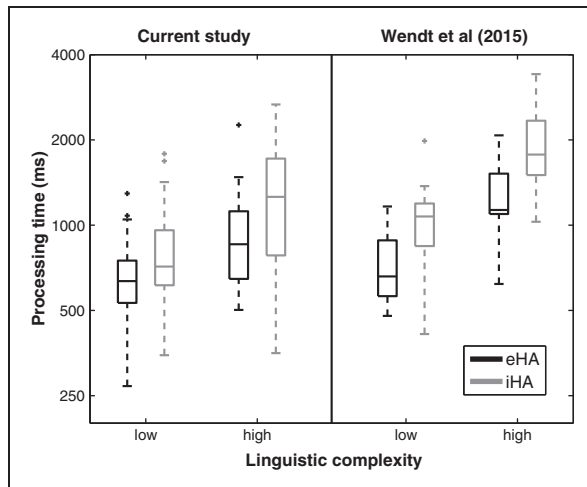 Current study
Wendt et al (2015)
Processing time (ms)
4000
2000
1000
500
250
eHA
iHA
low
high
low
high
Linguistic complexity